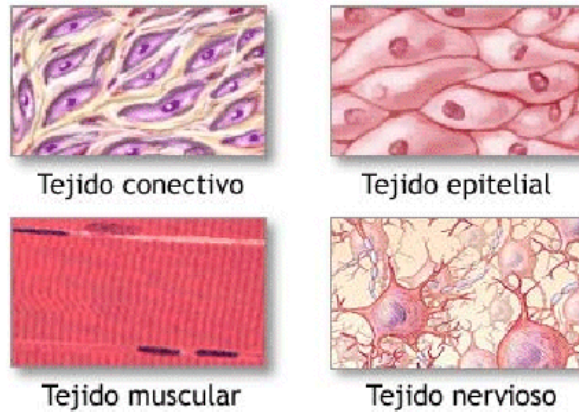 Tejido conectivo
Tejido epitelial
Tejido muscular
Tejido nervioso